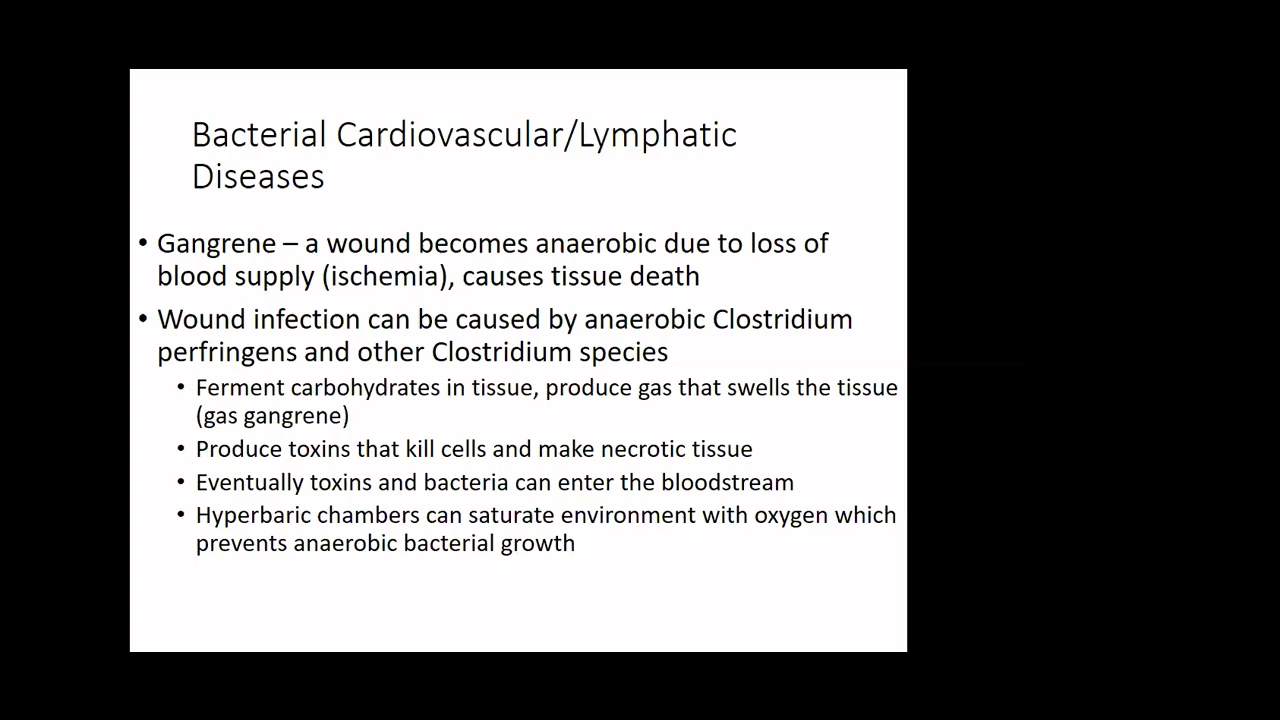 Bacterial Cardiovascular/Lymphatic
Diseases
• Gangrene – a wound becomes anaerobic due to loss of
blood supply (ischemia), causes tissue death
• Wound infection can be caused by anaerobic Clostridium
perfringens and other Clostridium species
• Ferment carbohydrates in tissue, produce gas that swells the tissue
(gas gangrene)
• Produce toxins that kill cells and make necrotic tissue
• Eventually toxins and bacteria can enter the bloodstream
• Hyperbaric chambers can saturate environment with oxygen which
prevents anaerobic bacterial growth